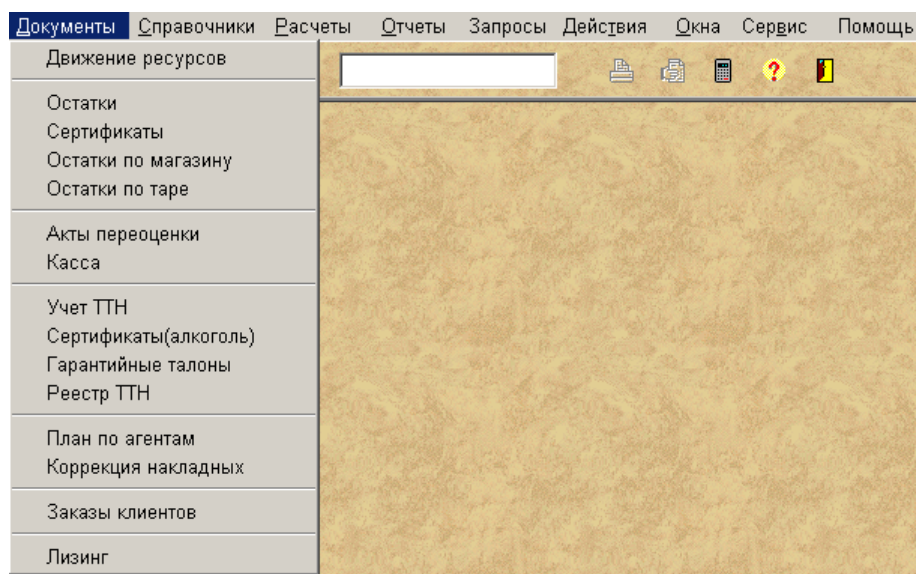 Документы Справочники Расчеты Отчеты Запросы Действия Окна Сервис Помощь
Движение ресурсов
Остатки
Сертификаты
Остатки по магазину
Остатки по таре
Акты переоценки
Касса
Учет ТТН
Сертификаты(алкоголь)
Гарантийные талоны
Реестр ТТН
План по агентам
Коррекция накладных
Заказы клиентов
Лизинг